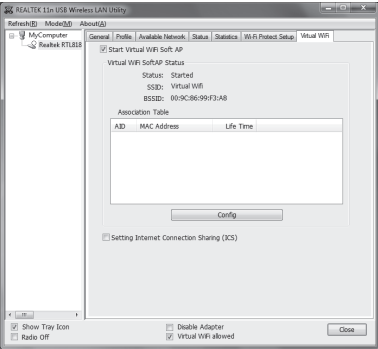 REALTEK 11n USB Wireless LAN Utility
Refresh(R) Mode(M) About(A)
MyComputer
Realtek RTL818
General Profile Available Network Status Statistics Wi-Fi Protect Setup Virtual WiFi
Start Virtual WiFi Soft AP
Virtual WiFi SoftAP Status
Status: Started
SSID: Virtual Wifi
BSSID: 00:9C:86:99:F3:A8
Association Table
AID MAC Address Life Time
Config
Setting Internet Connection Sharing (ICS)
Show Tray Icon
Radio Off
Disable Adapter
Virtual WiFi allowed
Close